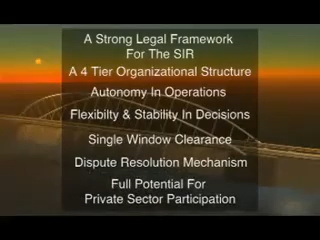 A Strong Legal Framework
For The SIR
A 4 Tier Organizational Structure
Autonomy In Operations
Flexibilty & Stability In Decisions
Single Window Clearance
Dispute Resolution Mechanism
Full Potential For
Private Sector Participation